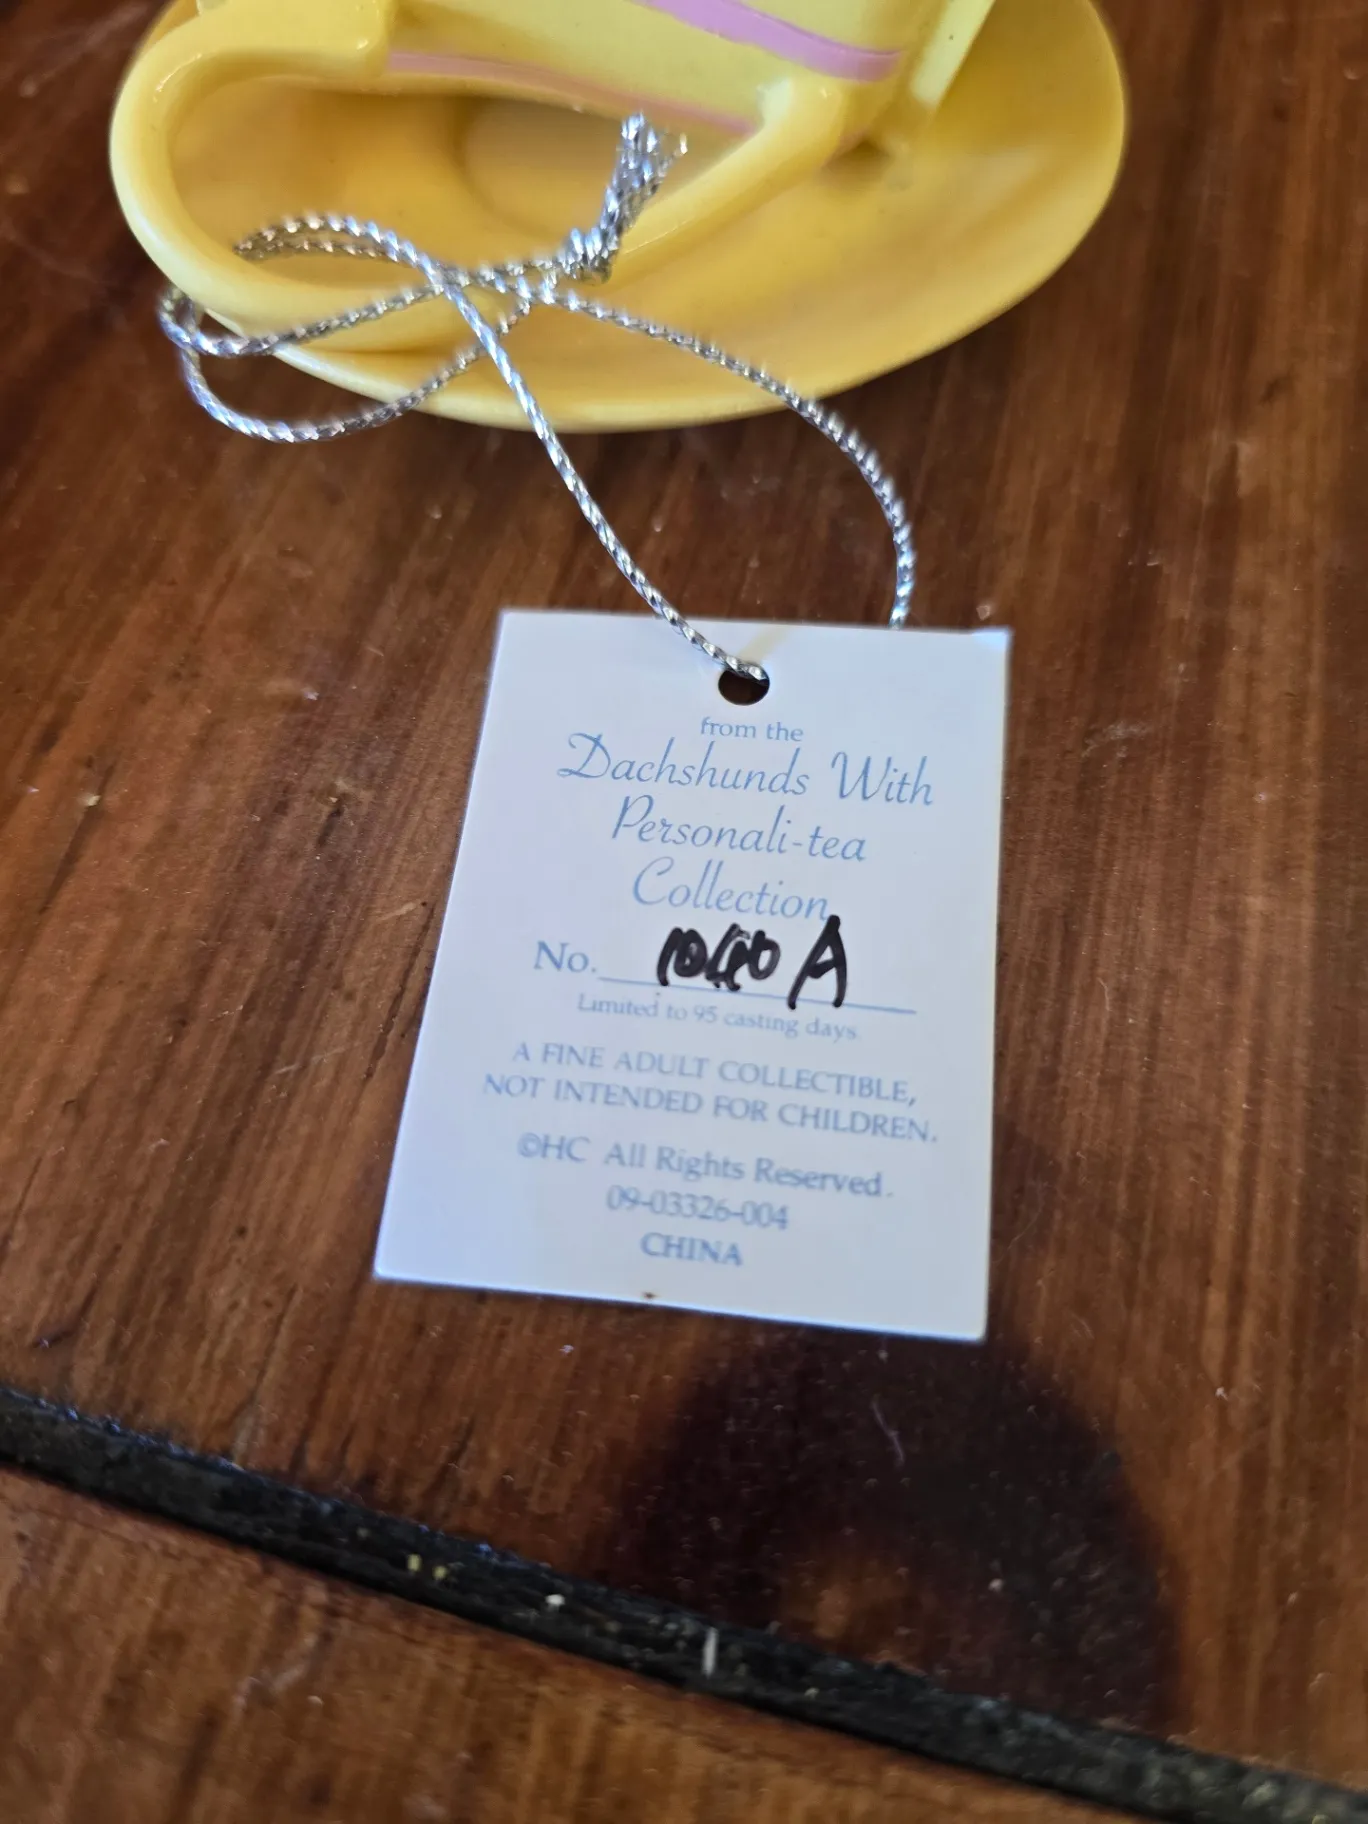 from the
Dachshunds With
Personali-tea
Collection
No. A
Limited to 95 casting days.
A FINE ADULT COLLECTIBLE,
NOT INTENDED FOR CHILDREN.
©HC All Rights Reserved.
09-03326-004
CHINA